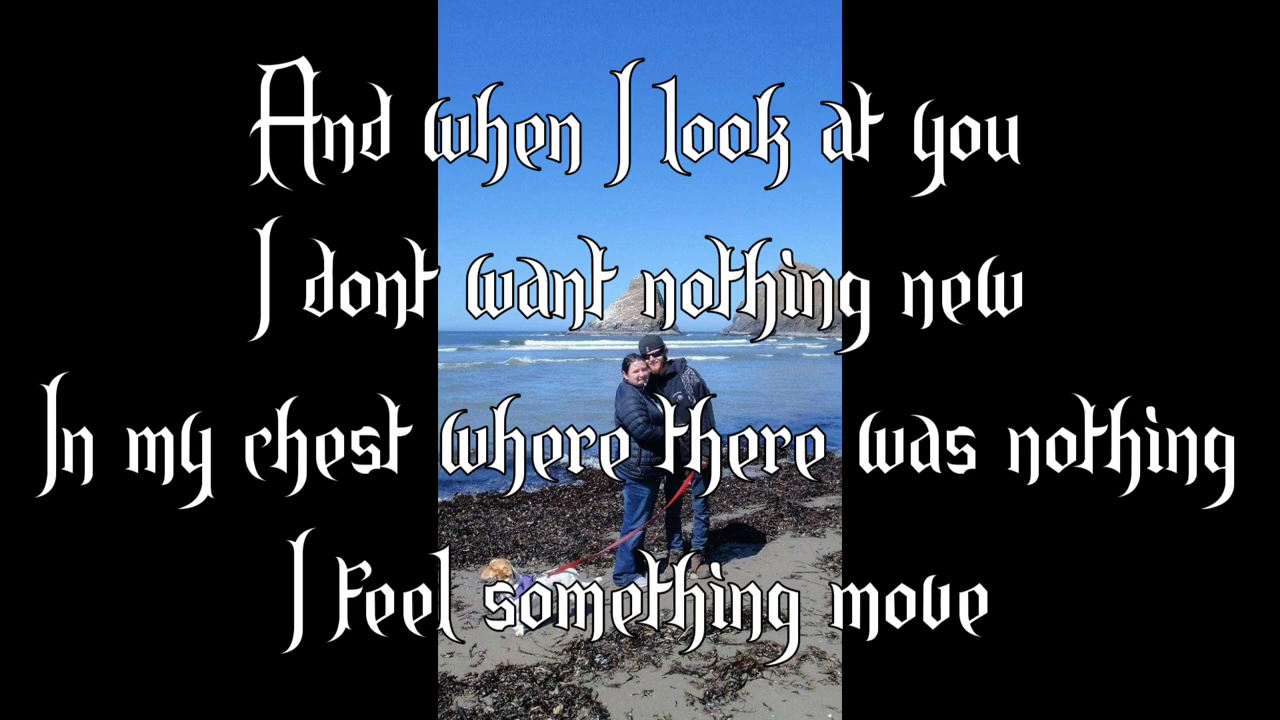 And when I look at you
I dont want nothing new
In my chest where there was nothing
I feel something move